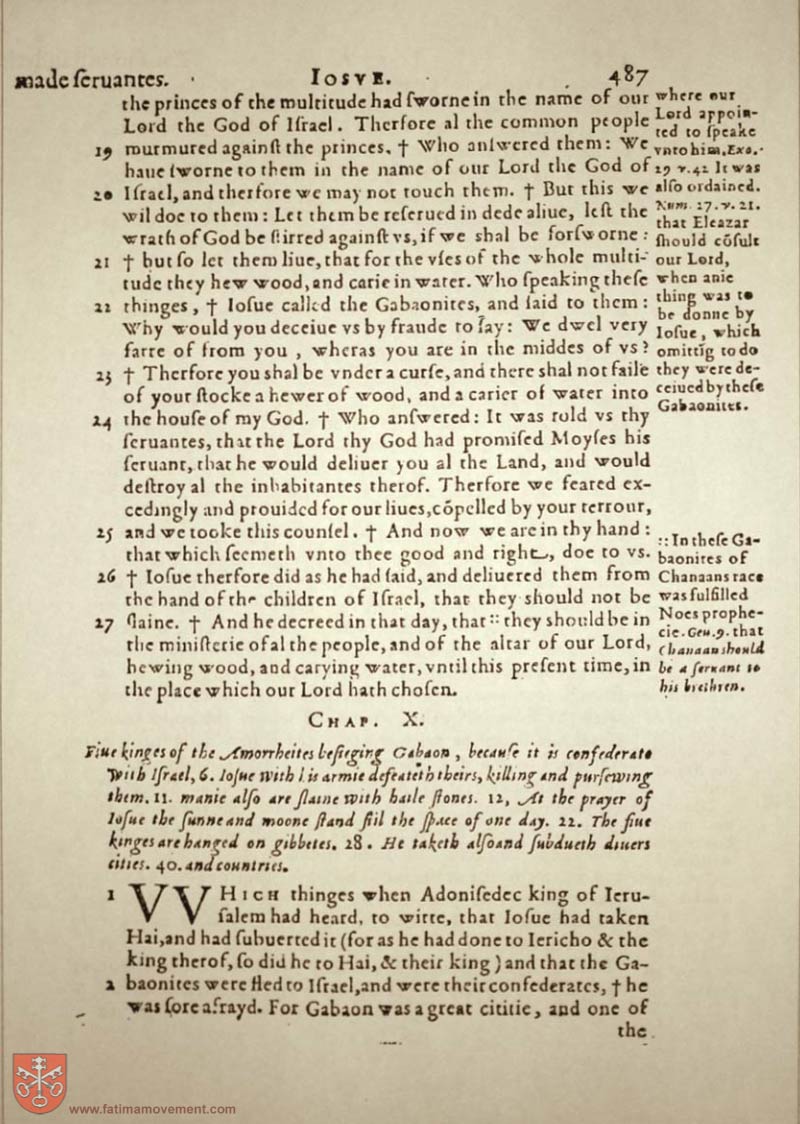 made ſeruantes. IOSVE. 487
the princes of the multitude had ſworne in the name of our
Lord the God of Iſrael. Therfore al the common people
19 murmured againſt the princes. † Who anſwered them: We
haue ſworne to them in the name of our Lord the God of
20 Iſrael, and therfore we may not touch them. † But this we
wil doe to them: Let them be reſerued in dede aliue, leſt the
wrath of God be ſtirred againſt vs, if we shal be forſworne:
21 † but ſo let them liue, that for the vſes of the whole multi-
tude they hew wood, and carie in water. Who ſpeaking theſe
22 thinges, † Ioſue called the Gabaonites, and ſaid to them:
Why would you deceiue vs by fraude to ſay: We dwel very
farre of from you, wheras you are in the middes of vs?
23 † Therfore you shal be vnder a curſe, and there shal not faile
of your ſtocke a hewer of wood, and a carier of water into
24 the houſe of my God. † Who anſwered: It was told vs thy
ſeruantes, that the Lord thy God had promiſed Moyſes his
ſeruant, that he would deliuer you al the Land, and would
deſtroy al the inhabitantes therof. Therfore we feared ex-
cedingly and prouided for our liues, cōpelled by your terrour,
25 and we tooke this counſel. † And now we are in thy hand:
that which ſeemeth vnto thee good and right, doe to vs.
26 † Ioſue therfore did as he had ſaid, and deliuered them from
the hand of the children of Iſrael, that they should not be
27 ſlaine. † And he decreed in that day, that :: they should be in
the miniſterie of al the people, and of the altar of our Lord,
hewing wood, and carying water, vntil this preſent time, in
the place which our Lord hath choſen.
where our
Lord appoin-
ted to ſpeake
vnto him, Exo.
29 v. 42 It was
alſo ordained.
Num. 27. v. 21.
that Eleazar
should cōſult
our Lord,
when anie
thing was to
be donne by
Ioſue, which
omittīg to do
they were de-
ceiued by theſe
Gabaonites.
:: In theſe Ga-
baonites of
Chanaans race
was fulfilled
Noes prophe-
cie. Gen. 9. that
Chanaan should
be a ſeruant to
his brethren.
CHAP. X.
Fiue kinges of the Amorrheites beſieging Gabaon, becauſe it is confederate
with Iſrael, 6. Ioſue with his armie defeateth theirs, killing and purſewing
them. 11. manie alſo are ſlaine with haile ſtones. 12, At the prayer of
Ioſue the ſunne and moone ſtand ſtil the ſpace of one day. 22. The fiue
kinges are hanged on gibbetes. 28. He taketh alſo and ſubdueth diuers
cities. 40. and countries.
1 VVHICH thinges when Adoniſedec king of Ieru-
ſalem had heard, to witte, that Ioſue had taken
Hai, and had ſubuerted it (for as he had done to Iericho & the
king therof, ſo did he to Hai, & their king) and that the Ga-
2 baonites were fled to Iſrael, and were their confederates, † he
was ſore afrayd. For Gabaon was a great cititie, and one of
the
www.fatimamovement.com